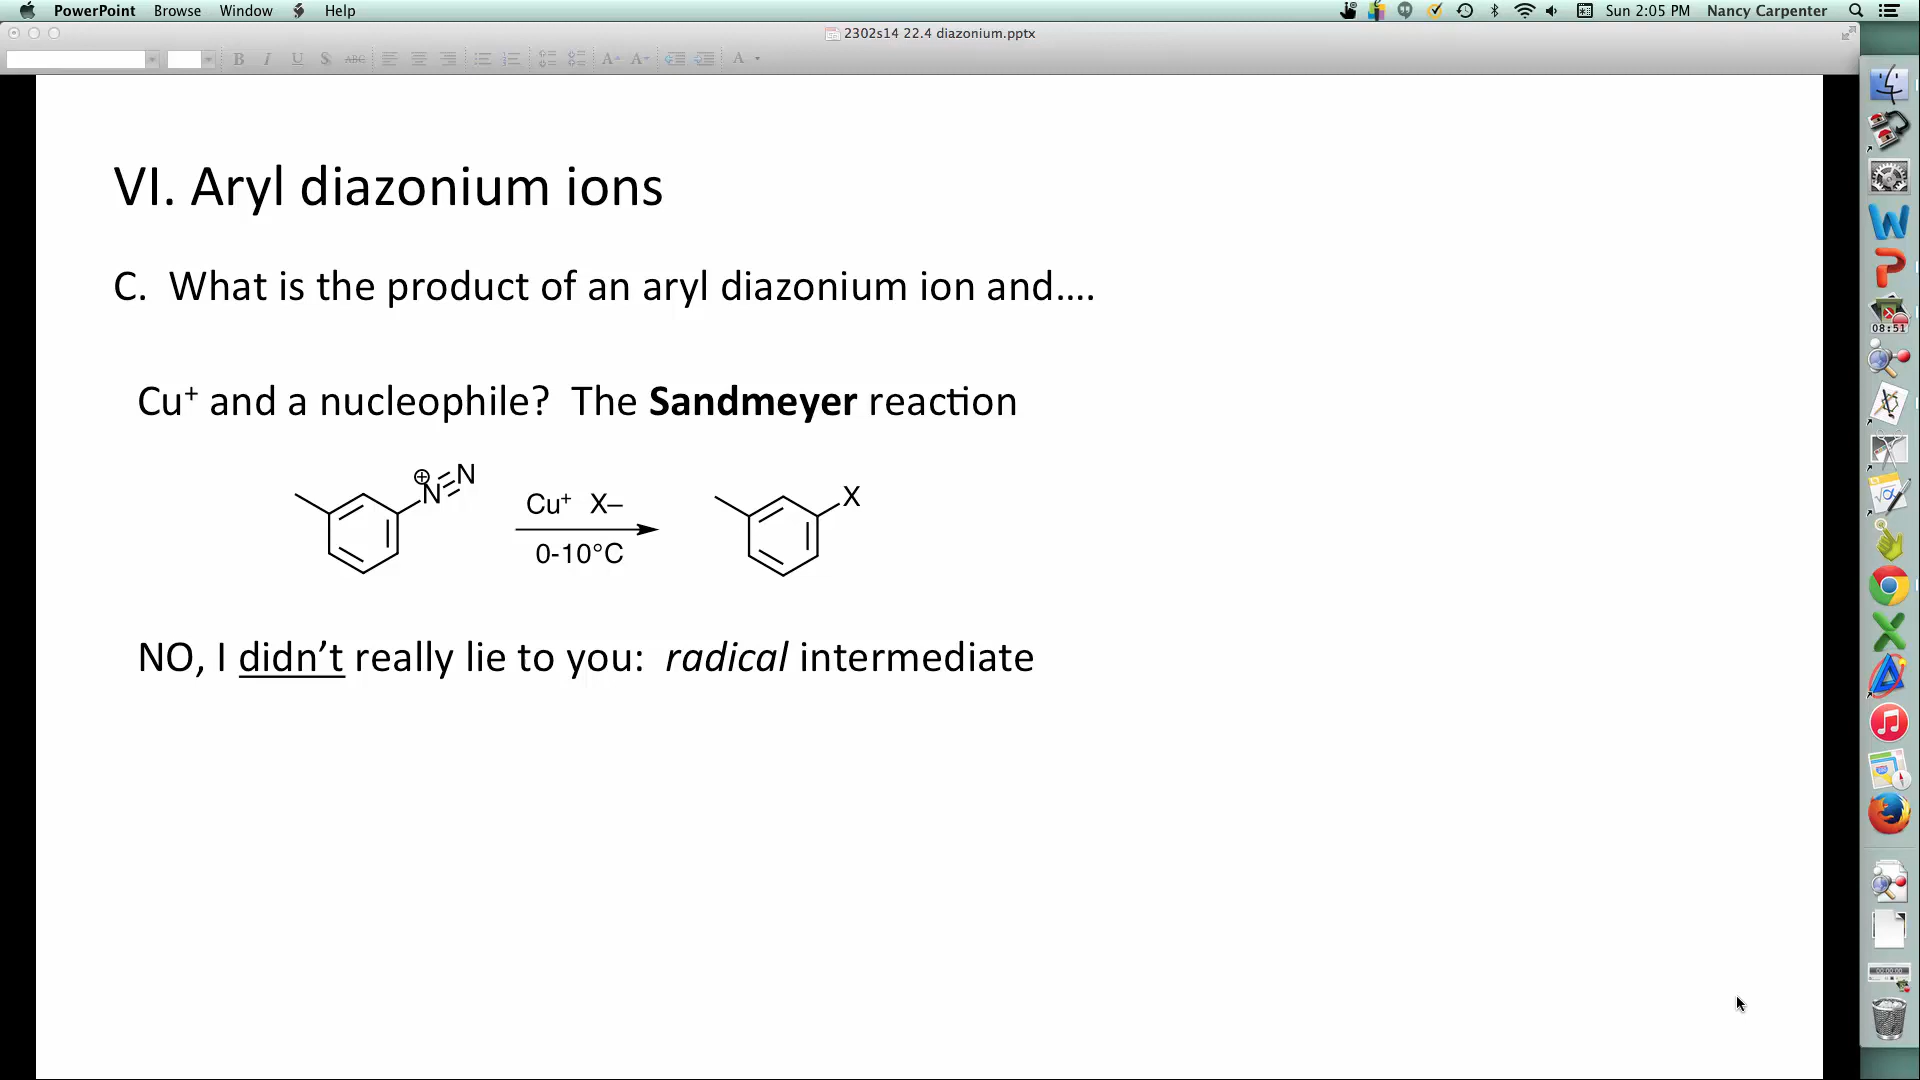 PowerPoint Browse Window Help Sun 2:05 PM Nancy Carpenter
2302s14 22.4 diazonium.pptx
B I U S ABC A A A
VI. Aryl diazonium ions
C. What is the product of an aryl diazonium ion and....
Cu⁺ and a nucleophile? The Sandmeyer reaction
⊕
N N
Cu⁺ X–
0-10°C
X
NO, I didn’t really lie to you: radical intermediate
08:51